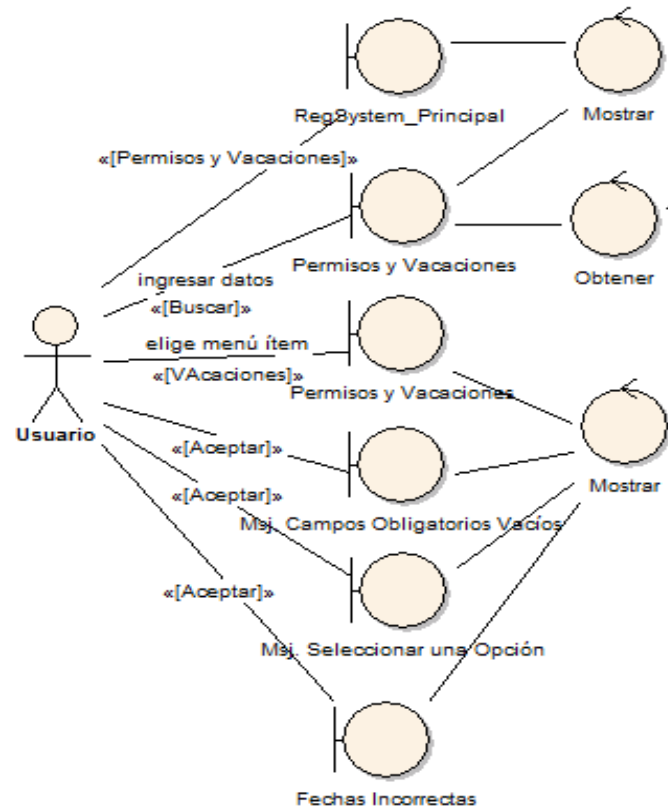 RegSystem_Principal
Mostrar
«[Permisos y Vacaciones]»
Permisos y Vacaciones
Obtener
ingresar datos
«[Buscar]»
elige menú ítem
«[VAcaciones]»
Permisos y Vacaciones
Usuario
«[Aceptar]»
Mostrar
«[Aceptar]»
Msj. Campos Obligatorios Vacíos
«[Aceptar]»
Msj. Seleccionar una Opción
Fechas Incorrectas